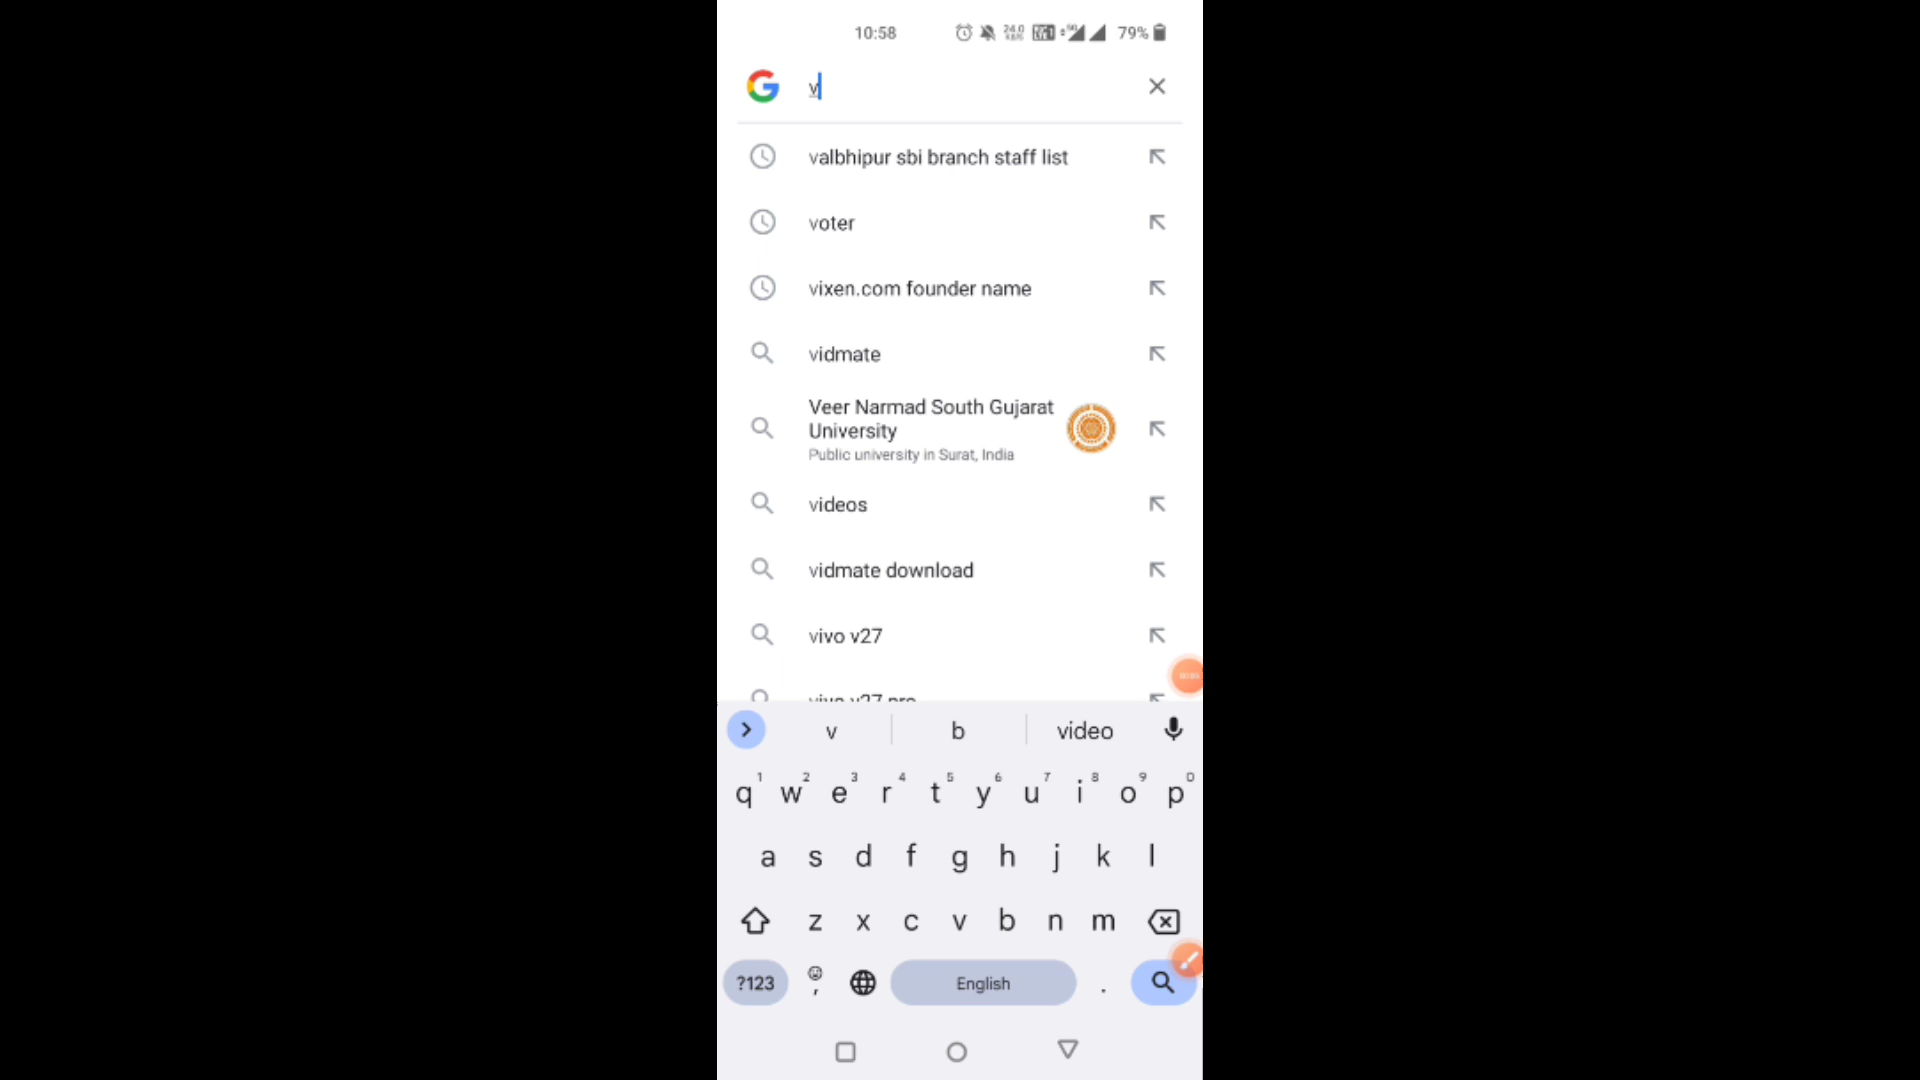 10:58
79%
v
valbhipur sbi branch staff list
voter
vixen.com founder name
vidmate
Veer Narmad South Gujarat
University
Public university in Surat, India
videos
vidmate download
vivo v27
vivo v27 pro
v b video
1 2 3 4 5 6 7 8 9 0
q w e r t y u i o p
a s d f g h j k l
z x c v b n m
?123 , English .